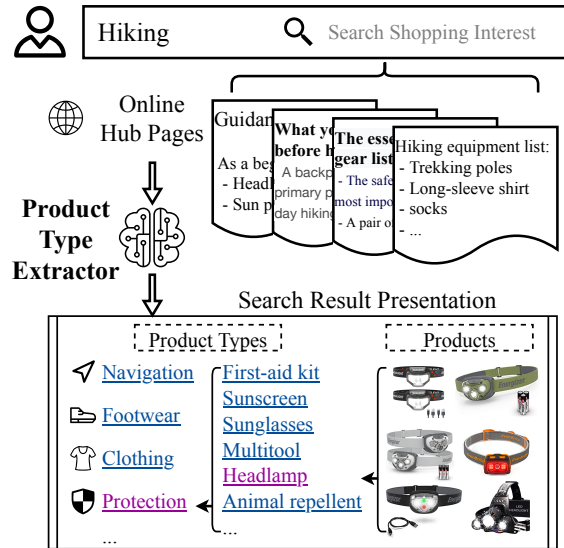 Hiking
Search Shopping Interest
Online
Hub Pages
Product
Type
Extractor
Guidan
As a beg
- Headl
- Sun p
What yo
before h
A backp
primary p
day hiking
The esse
gear list
- The safe
most impo
- A pair o
Hiking equipment list:
- Trekking poles
- Long-sleeve shirt
- socks
- ...
Search Result Presentation
Product Types
Products
Navigation
Footwear
Clothing
Protection
...
First-aid kit
Sunscreen
Sunglasses
Multitool
Headlamp
Animal repellent
...
Energizer